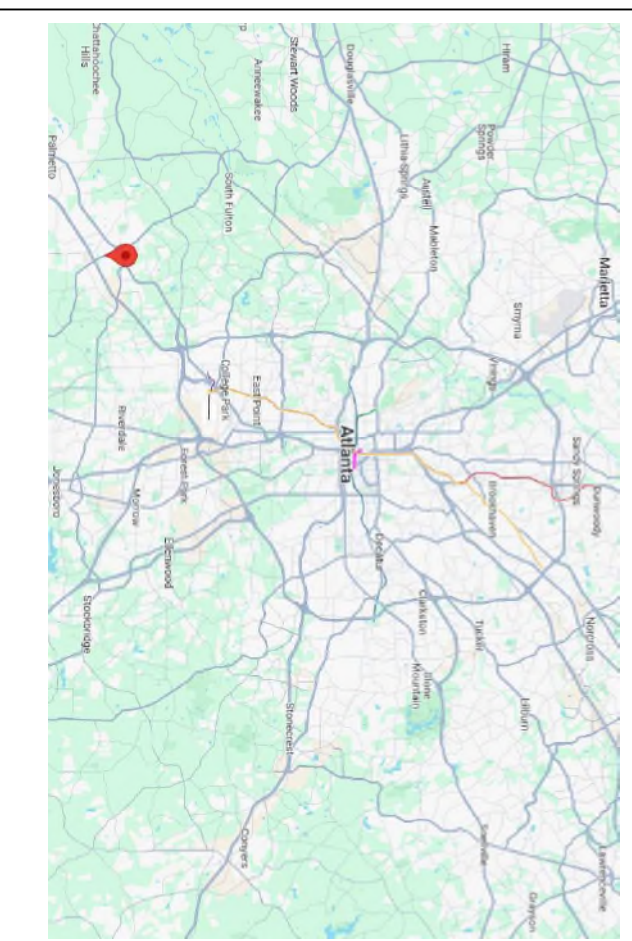 Hiram
Powder
Springs
Marietta
Douglasville
Lithia Springs
Austell
Mableton
Smyrna
Vinings
Sandy Springs
Dunwoody
Brookhaven
Norcross
Tucker
Lilburn
Lawrenceville
Grayson
Snellville
Stone
Mountain
Clarkston
Decatur
Atlanta
Stewart Woods
Anneewakee
Chattahoochee
Hills
South Fulton
Palmetto
East Point
College Park
Riverdale
Forest Park
Morrow
Jonesboro
Ellenwood
Stockbridge
Stonecrest
Conyers